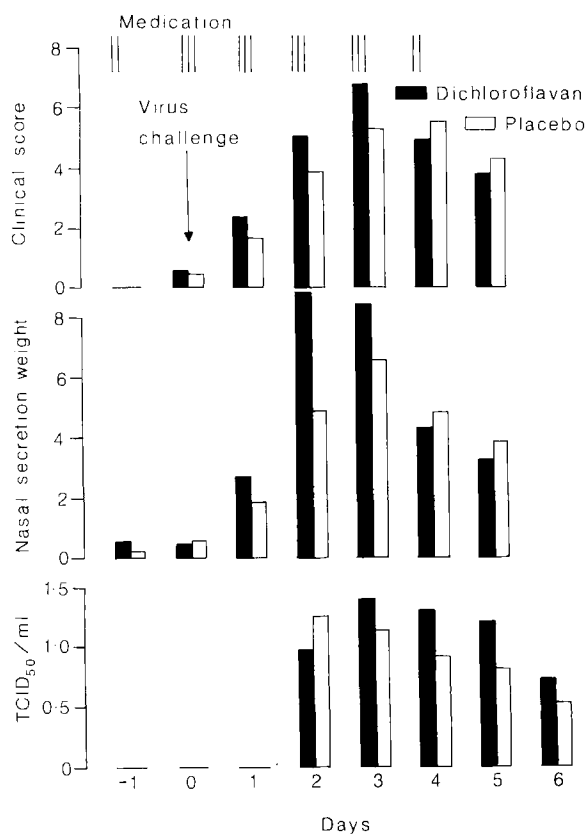 Medication
8
6
4
2
0
Clinical score
Virus
challenge
Dichloroflavan
Placebo
8
6
4
2
0
Nasal secretion weight
1·5
1·0
0·5
0
TCID50/ml
-1 0 1 2 3 4 5 6
Days